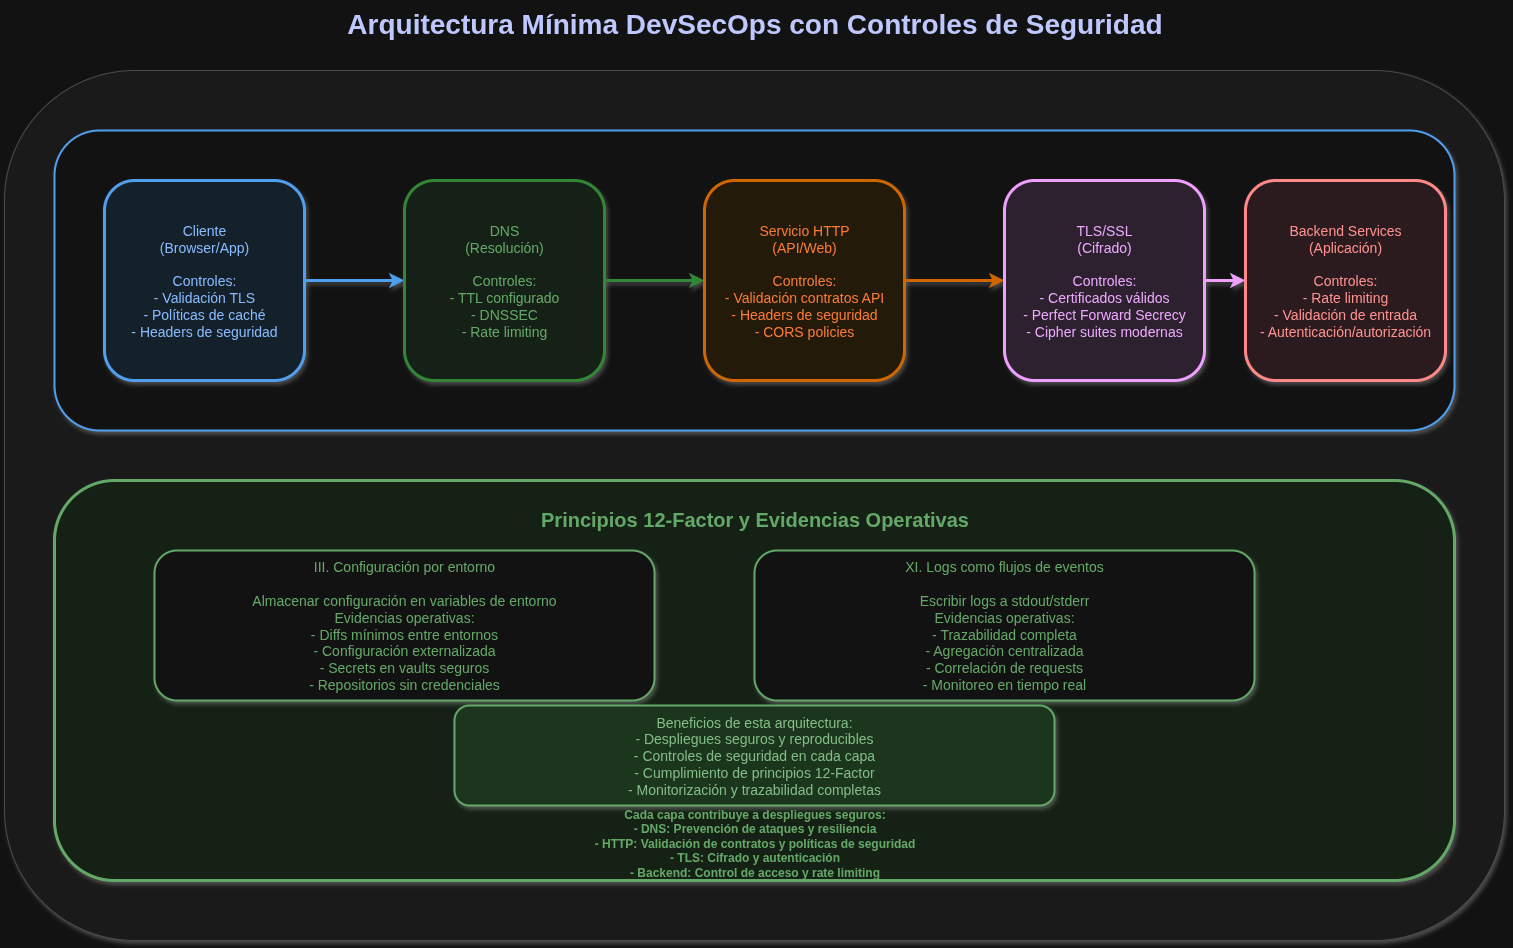 Arquitectura Mínima DevSecOps con Controles de Seguridad
Cliente
(Browser/App)
Controles:
- Validación TLS
- Políticas de caché
- Headers de seguridad
DNS
(Resolución)
Controles:
- TTL configurado
- DNSSEC
- Rate limiting
Servicio HTTP
(API/Web)
Controles:
- Validación contratos API
- Headers de seguridad
- CORS policies
TLS/SSL
(Cifrado)
Controles:
- Certificados válidos
- Perfect Forward Secrecy
- Cipher suites modernas
Backend Services
(Aplicación)
Controles:
- Rate limiting
- Validación de entrada
- Autenticación/autorización
Principios 12-Factor y Evidencias Operativas
III. Configuración por entorno
Almacenar configuración en variables de entorno
Evidencias operativas:
- Diffs mínimos entre entornos
- Configuración externalizada
- Secrets en vaults seguros
- Repositorios sin credenciales
XI. Logs como flujos de eventos
Escribir logs a stdout/stderr
Evidencias operativas:
- Trazabilidad completa
- Agregación centralizada
- Correlación de requests
- Monitoreo en tiempo real
Beneficios de esta arquitectura:
- Despliegues seguros y reproducibles
- Controles de seguridad en cada capa
- Cumplimiento de principios 12-Factor
- Monitorización y trazabilidad completas
Cada capa contribuye a despliegues seguros:
- DNS: Prevención de ataques y resiliencia
- HTTP: Validación de contratos y políticas de seguridad
- TLS: Cifrado y autenticación
- Backend: Control de acceso y rate limiting